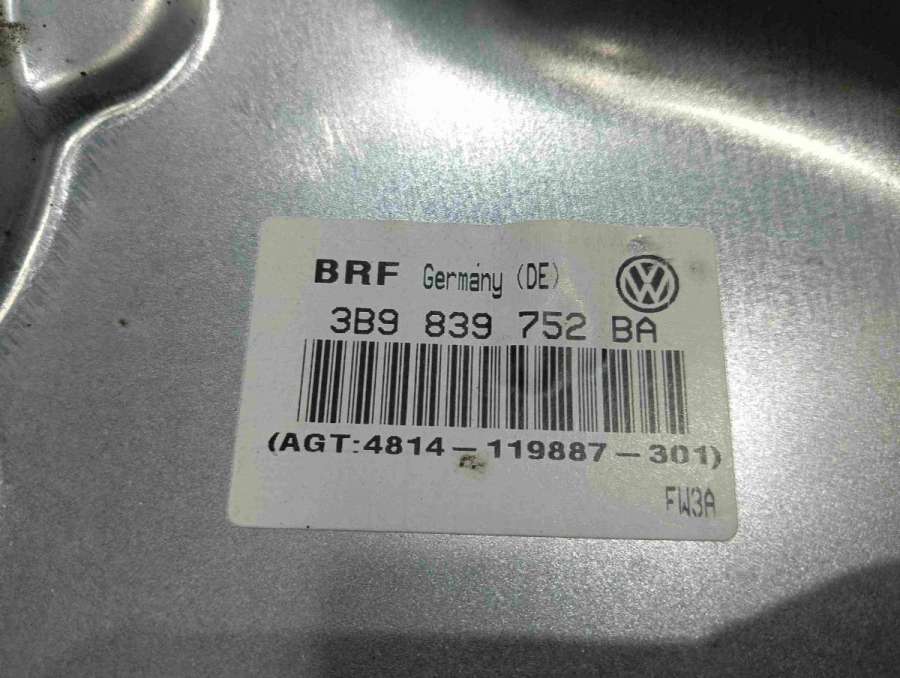 BRF Germany (DE)
3B9 839 752 BA
(AGT:4814-119887-301)
FW3A